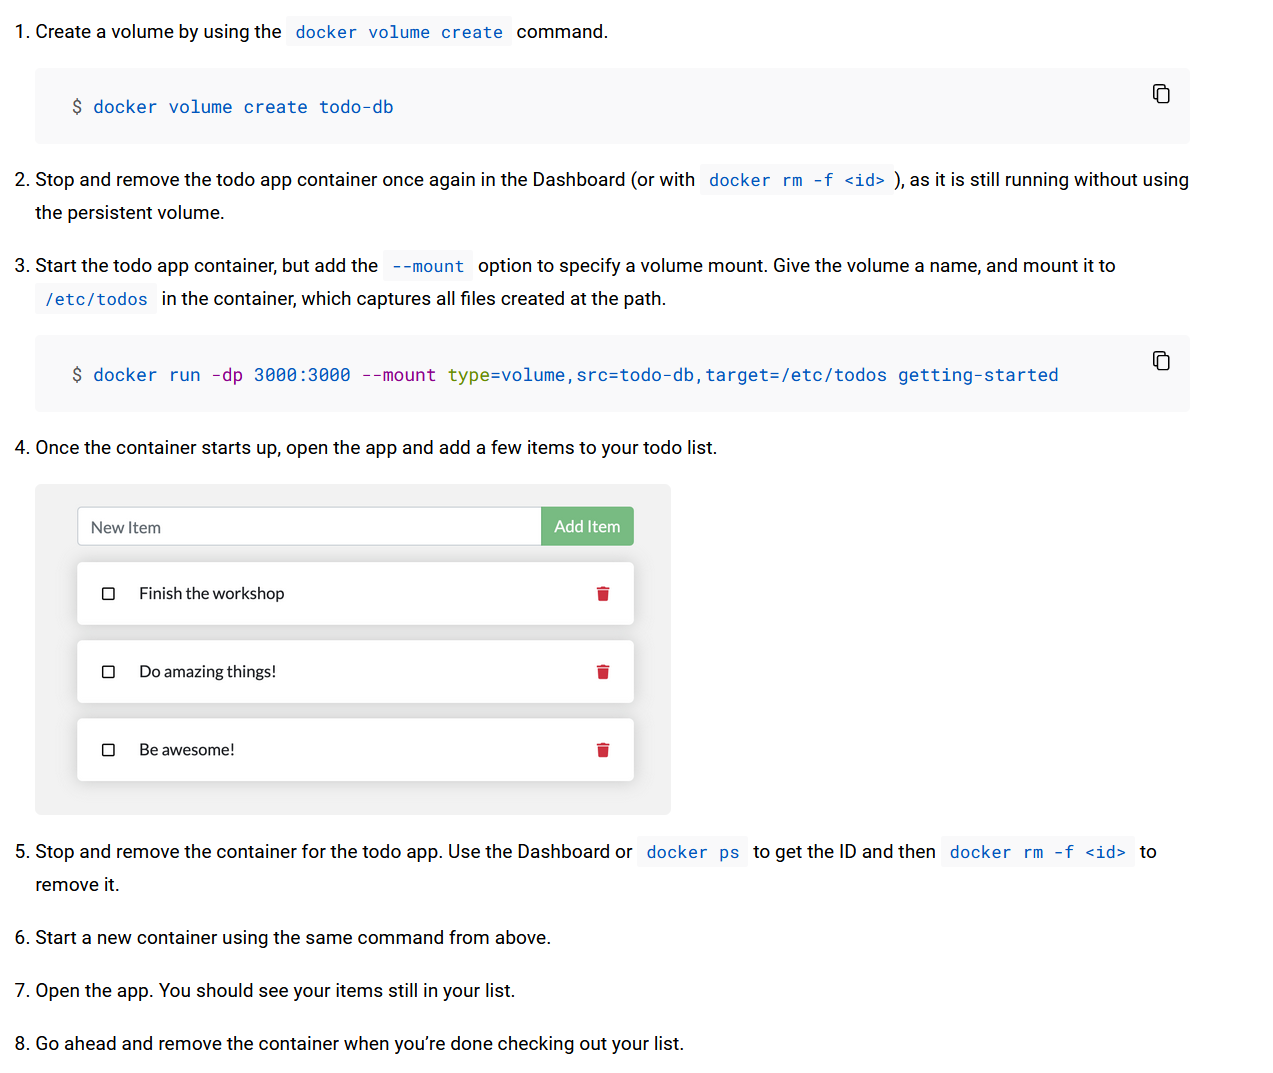 1. Create a volume by using the docker volume create command.
$ docker volume create todo-db
2. Stop and remove the todo app container once again in the Dashboard (or with docker rm -f <id> ), as it is still running without using
the persistent volume.
3. Start the todo app container, but add the --mount option to specify a volume mount. Give the volume a name, and mount it to
/etc/todos in the container, which captures all files created at the path.
$ docker run -dp 3000:3000 --mount type=volume,src=todo-db,target=/etc/todos getting-started
4. Once the container starts up, open the app and add a few items to your todo list.
New Item Add Item
Finish the workshop
Do amazing things!
Be awesome!
5. Stop and remove the container for the todo app. Use the Dashboard or docker ps to get the ID and then docker rm -f <id> to
remove it.
6. Start a new container using the same command from above.
7. Open the app. You should see your items still in your list.
8. Go ahead and remove the container when you’re done checking out your list.